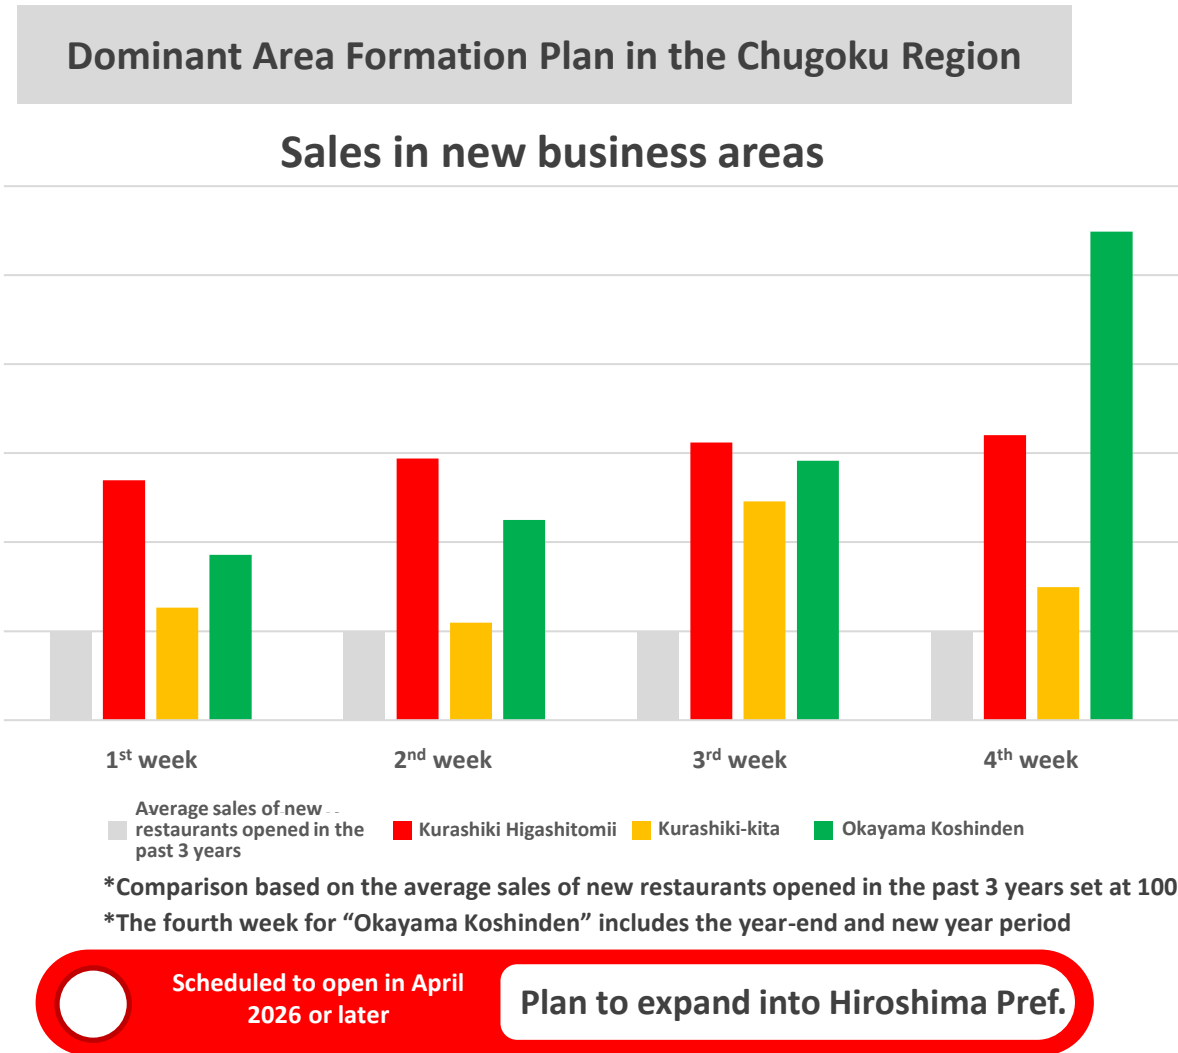 Dominant Area Formation Plan in the Chugoku Region
Sales in new business areas
1st week
2nd week
3rd week
4th week
Average sales of new
restaurants opened in the
past 3 years
Kurashiki Higashitomii
Kurashiki-kita
Okayama Koshinden
*Comparison based on the average sales of new restaurants opened in the past 3 years set at 100
*The fourth week for “Okayama Koshinden” includes the year-end and new year period
Scheduled to open in April
2026 or later
Plan to expand into Hiroshima Pref.